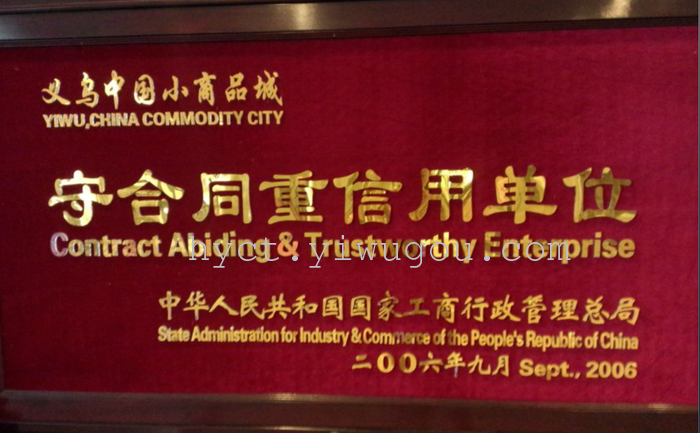 义乌中国小商品城
YIWU,CHINA COMMODITY CITY
守合同重信用单位
Contract Abiding & Trustworthy Enterprise
hyct.yiwugou.com
中华人民共和国国家工商行政管理总局
State Administration for Industry & Commerce of the People's Republic of China
二00六年九月 Sept., 2006